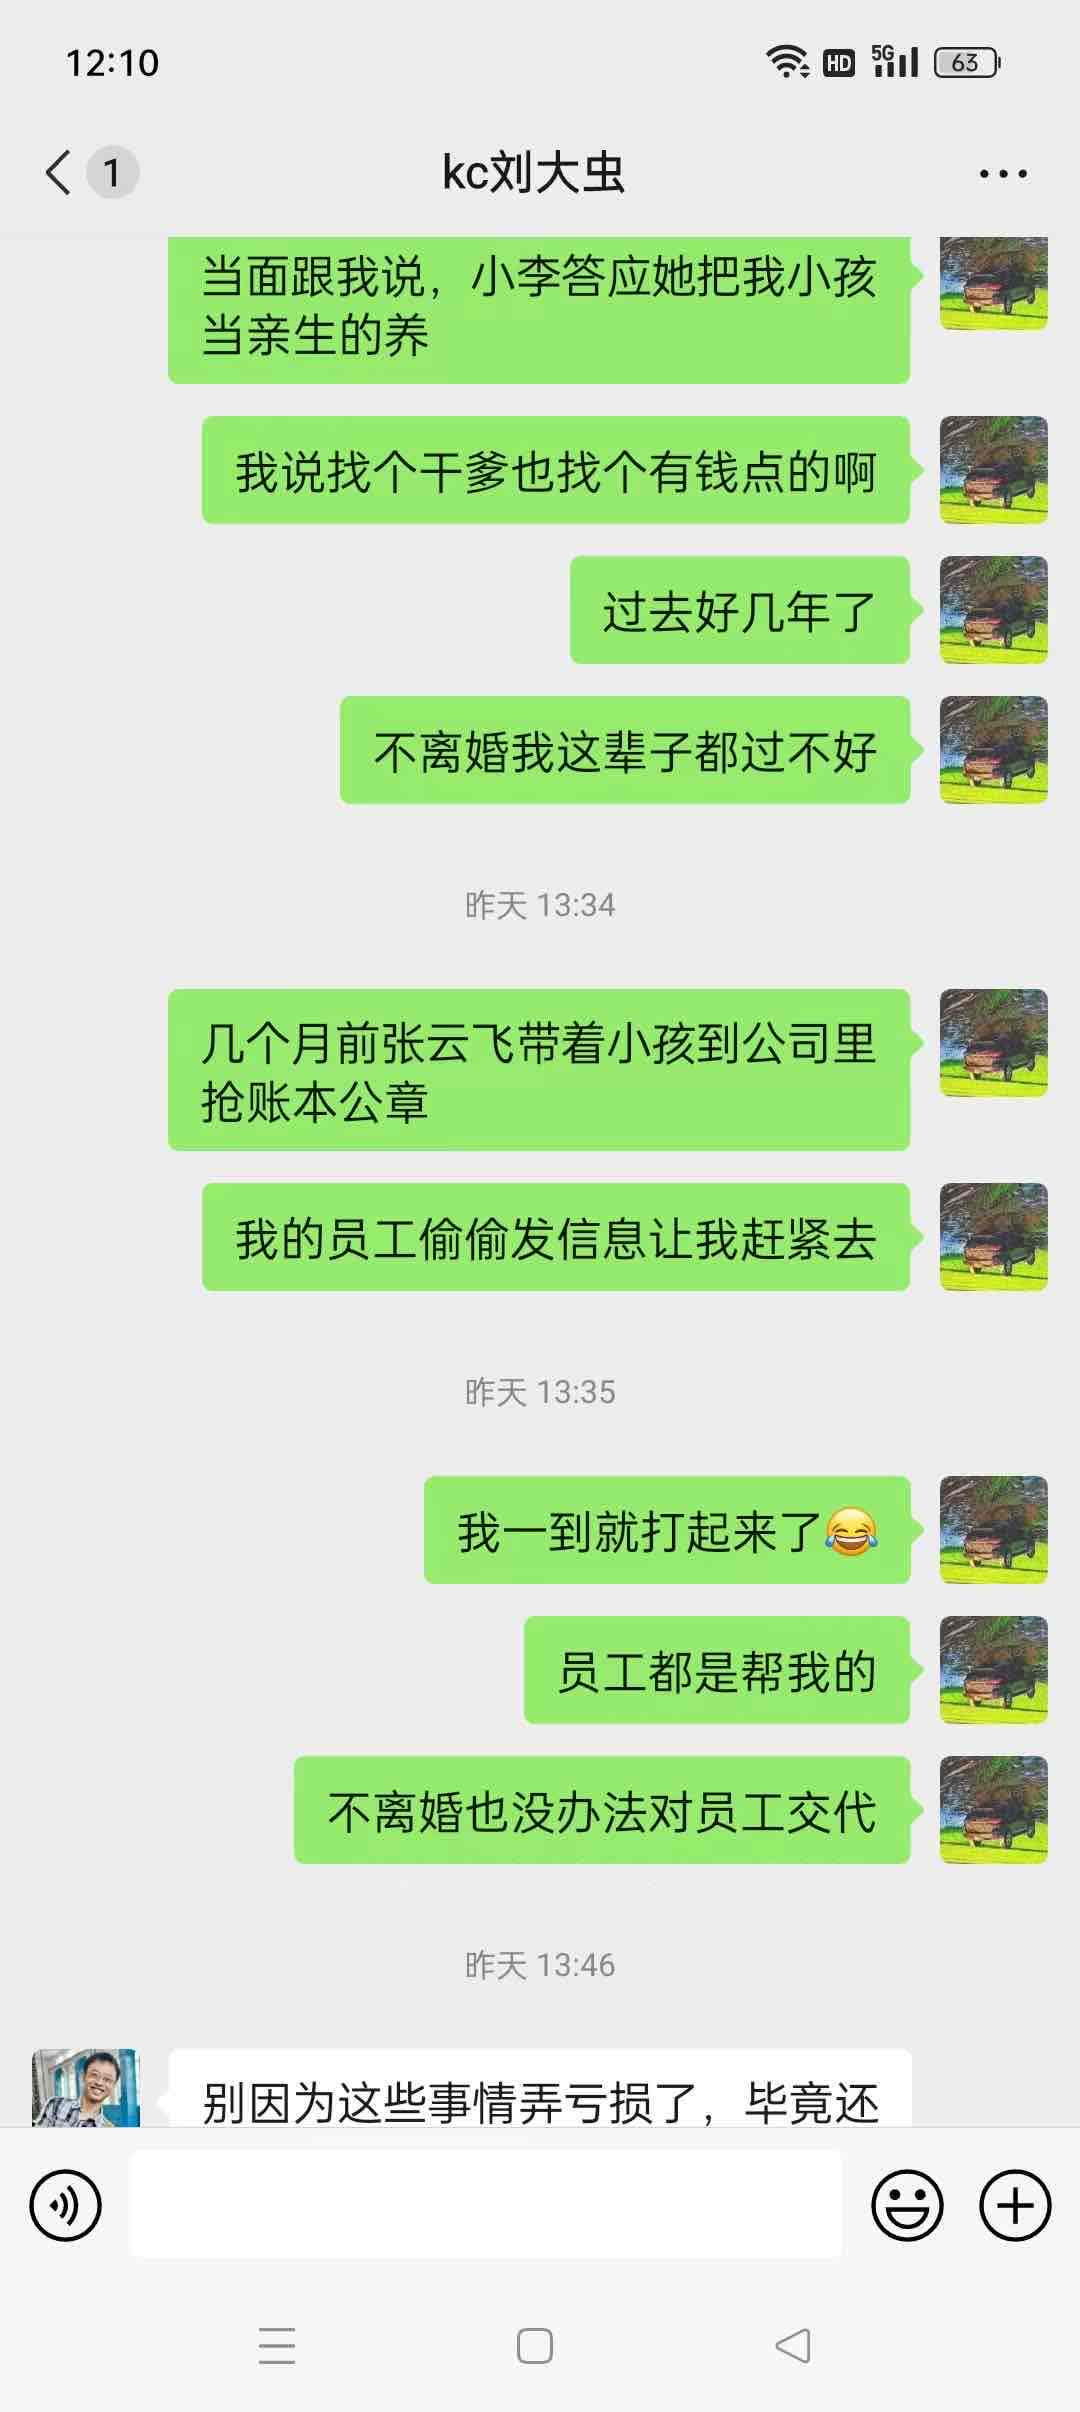 12:10
HD
5G
63
1
kc刘大虫
当面跟我说，小李答应她把我小孩
当亲生的养
我说找个干爹也找个有钱点的啊
过去好几年了
不离婚我这辈子都过不好
昨天 13:34
几个月前张云飞带着小孩到公司里
抢账本公章
我的员工偷偷发信息让我赶紧去
昨天 13:35
我一到就打起来了😂
员工都是帮我的
不离婚也没办法对员工交代
昨天 13:46
别因为这些事情弄亏损了，毕竟还